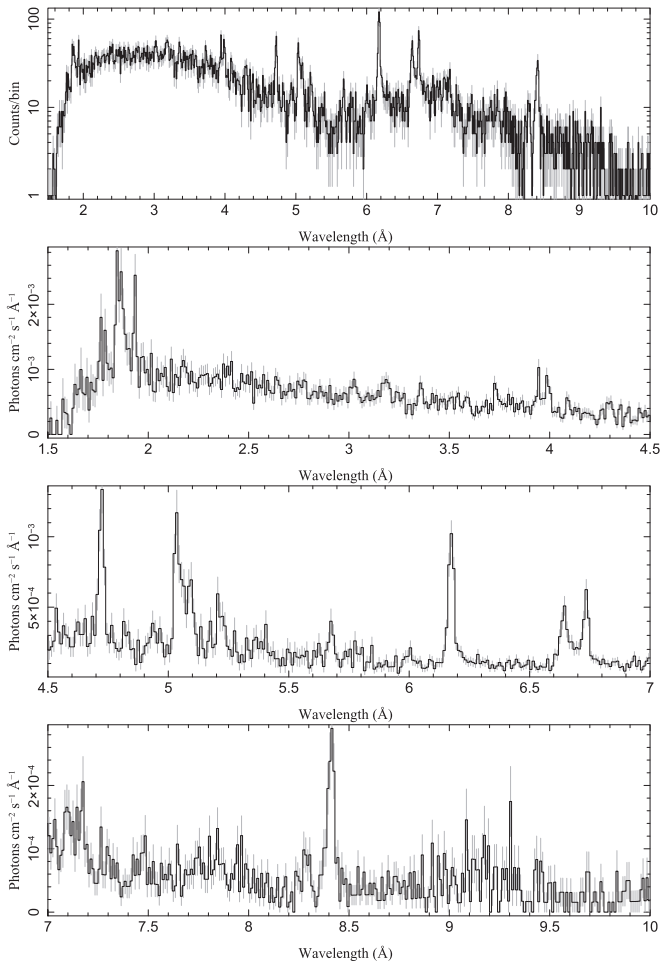 100
10
1
Counts/bin
2 3 4 5 6 7 8 9 10
Wavelength (Å)
2×10⁻³
10⁻³
0
Photons cm⁻² s⁻¹ Å⁻¹
1.5 2 2.5 3 3.5 4 4.5
Wavelength (Å)
10⁻³
5×10⁻⁴
Photons cm⁻² s⁻¹ Å⁻¹
4.5 5 5.5 6 6.5 7
Wavelength (Å)
2×10⁻⁴
10⁻⁴
0
Photons cm⁻² s⁻¹ Å⁻¹
7 7.5 8 8.5 9 9.5 10
Wavelength (Å)